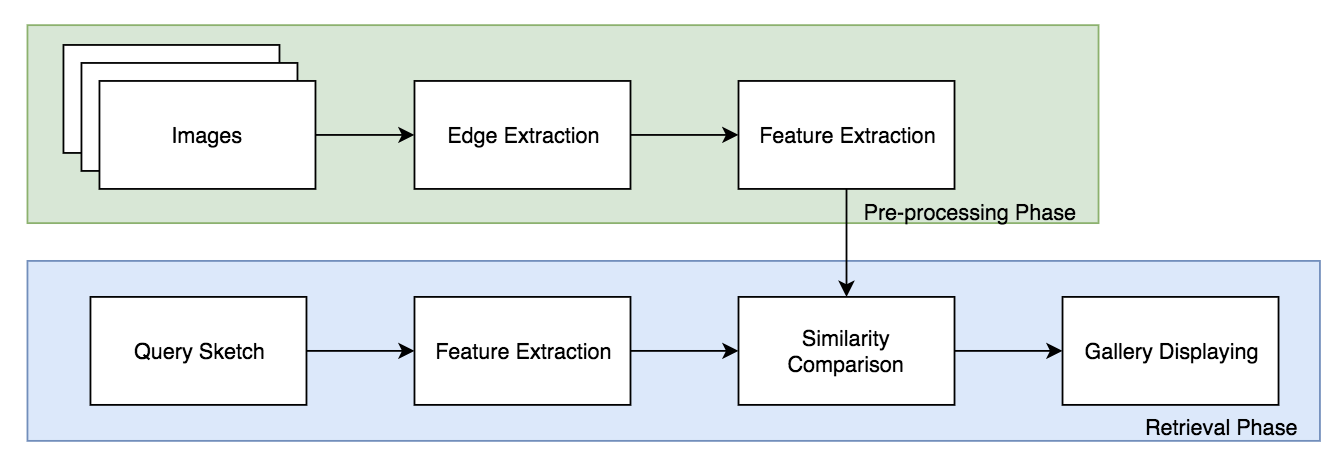 Images
Edge Extraction
Feature Extraction
Pre-processing Phase
Query Sketch
Feature Extraction
Similarity
Comparison
Gallery Displaying
Retrieval Phase